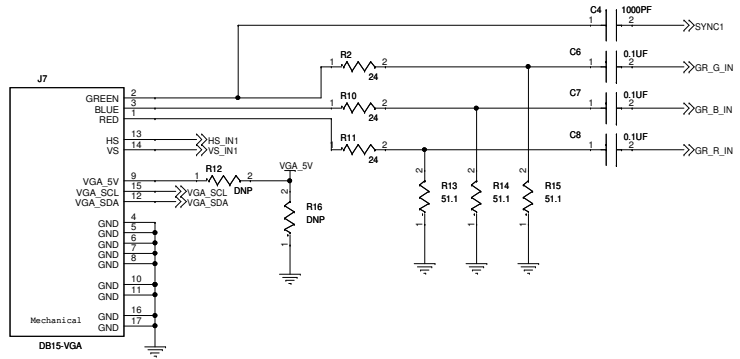 C4 1000PF
1 2 SYNC1
R2 C6 0.1UF
1 2 1 2 GR_G_IN
24
J7
GREEN 2
R10 C7 0.1UF
BLUE 3 1 2 1 2 GR_B_IN
24
RED 1
R11 C8 0.1UF
HS 13 HS_IN1
VS 14 VS_IN1
1 2 1 2 GR_R_IN
24
R12 VGA_5V
VGA_5V 9 1 2
DNP
VGA_SCL 15 VGA_SCL
VGA_SDA 12 VGA_SDA
2 R16 1
DNP
2 R13 1
51.1
2 R14 1
51.1
2 R15 1
51.1
GND 4
GND 5
GND 6
GND 7
GND 8
GND 10
GND 11
GND 16
GND 17
Mechanical
DB15-VGA